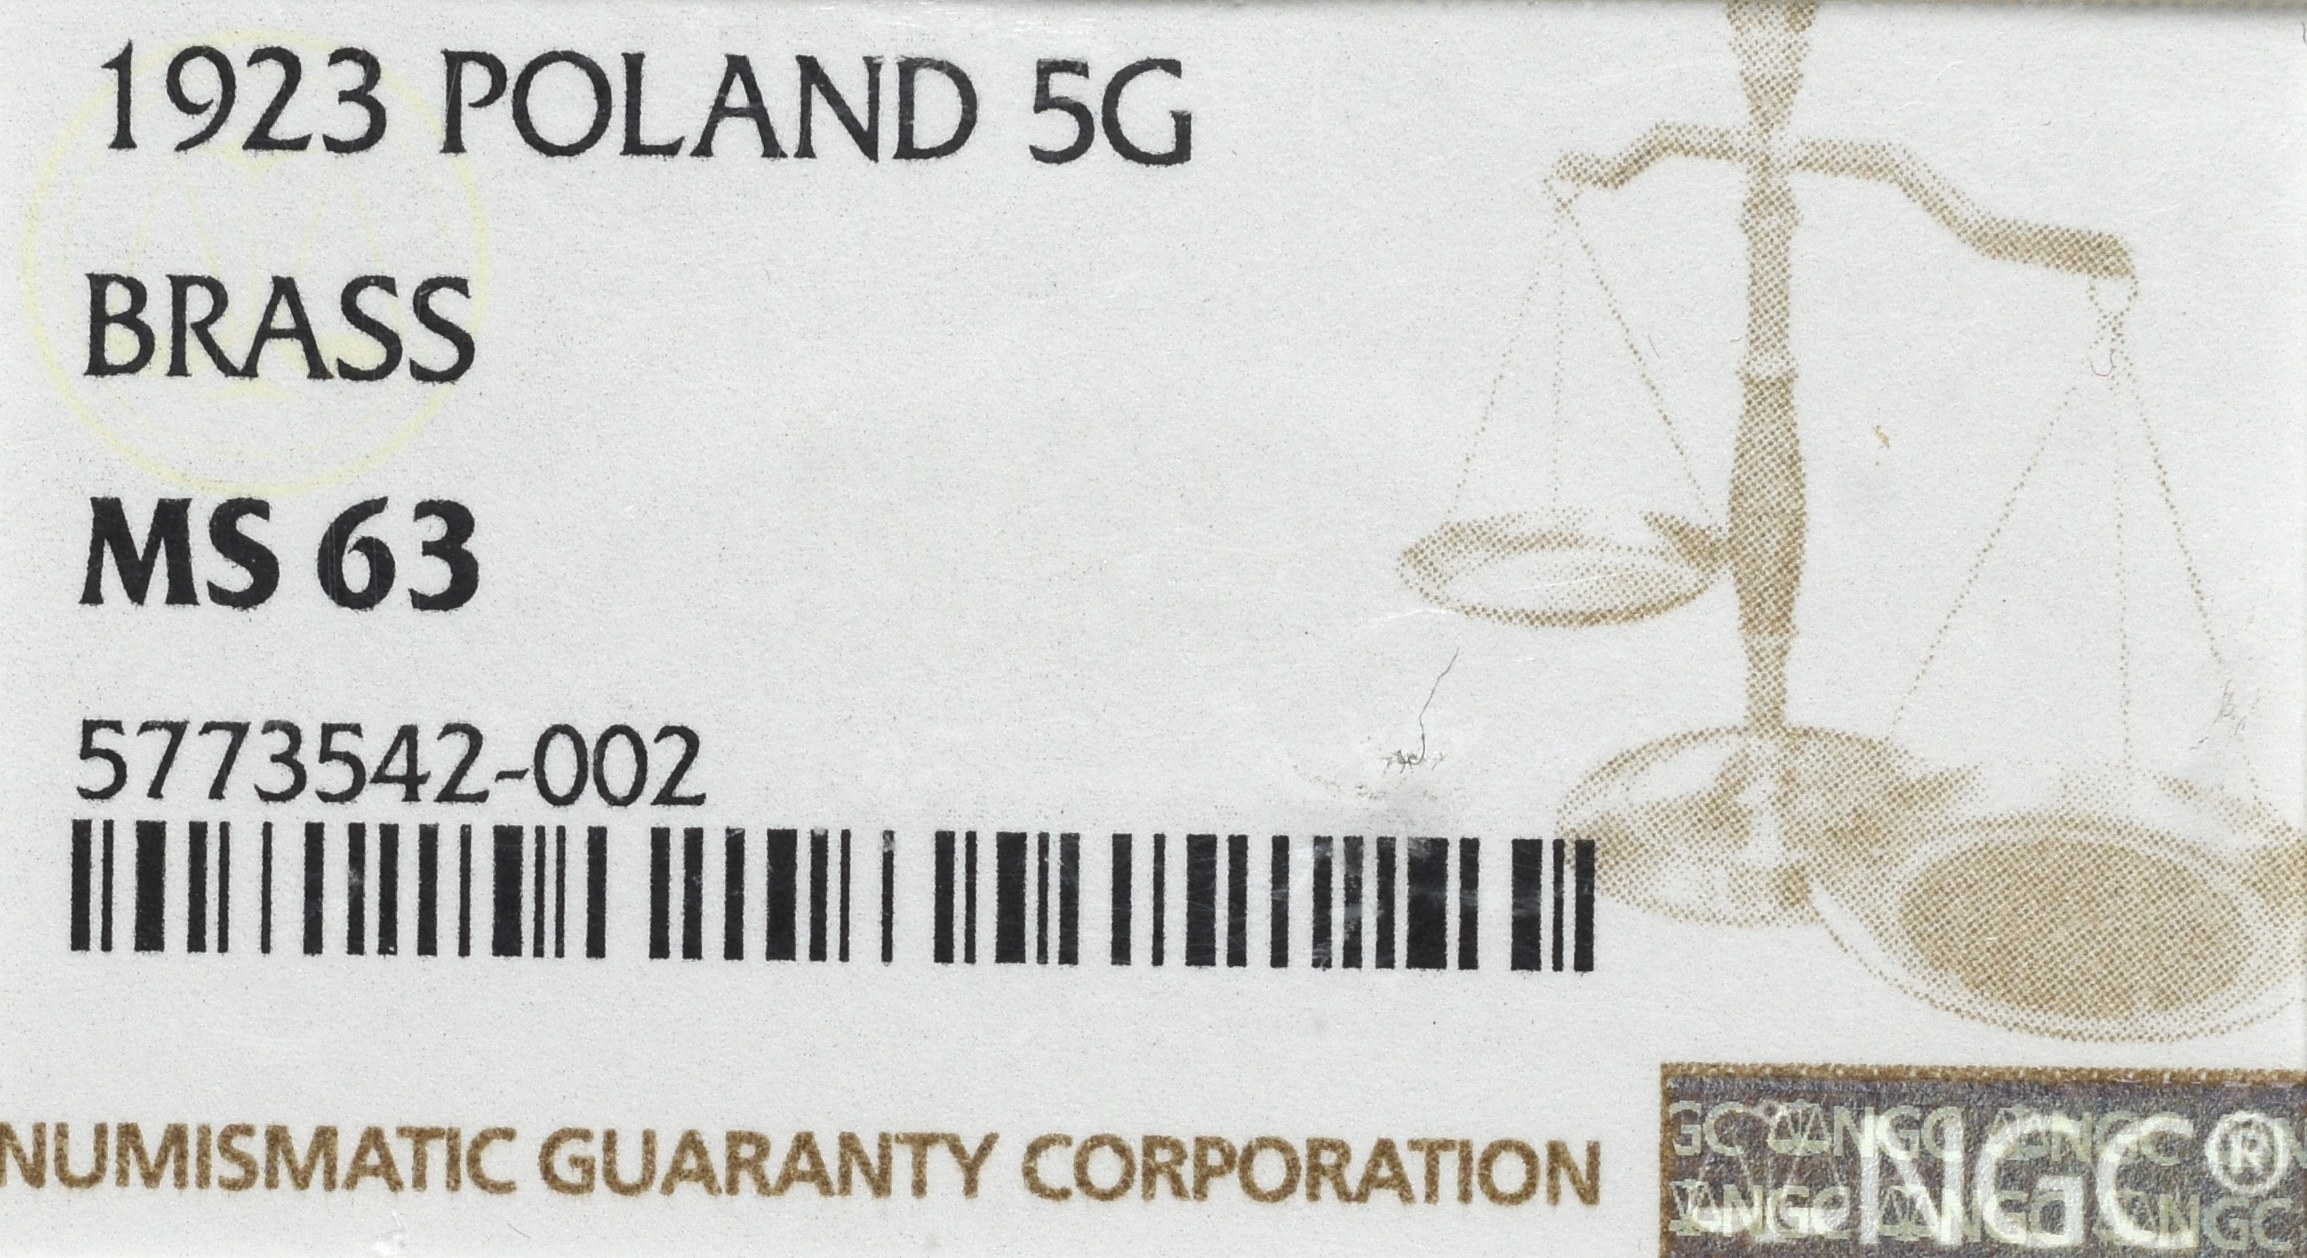 1923 POLAND 5G
BRASS
MS 63
5773542-002
NUMISMATIC GUARANTY CORPORATION
NGC®